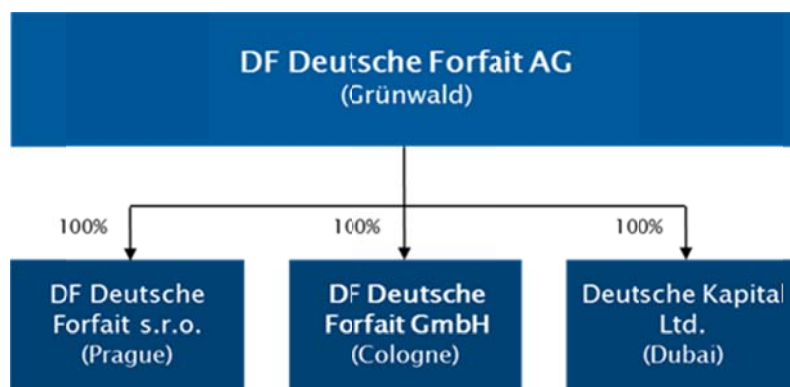 DF Deutsche Forfait AG
(Grünwald)
100%
100%
100%
DF Deutsche
Forfait s.r.o.
(Prague)
DF Deutsche
Forfait GmbH
(Cologne)
Deutsche Kapital
Ltd.
(Dubai)